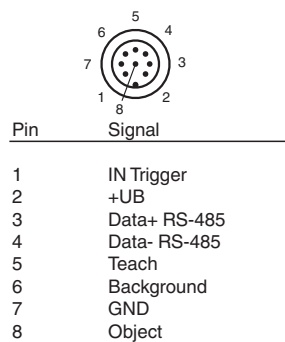 5
6 4
7 3
1 2
8
Pin Signal
1 IN Trigger
2 +UB
3 Data+ RS-485
4 Data- RS-485
5 Teach
6 Background
7 GND
8 Object